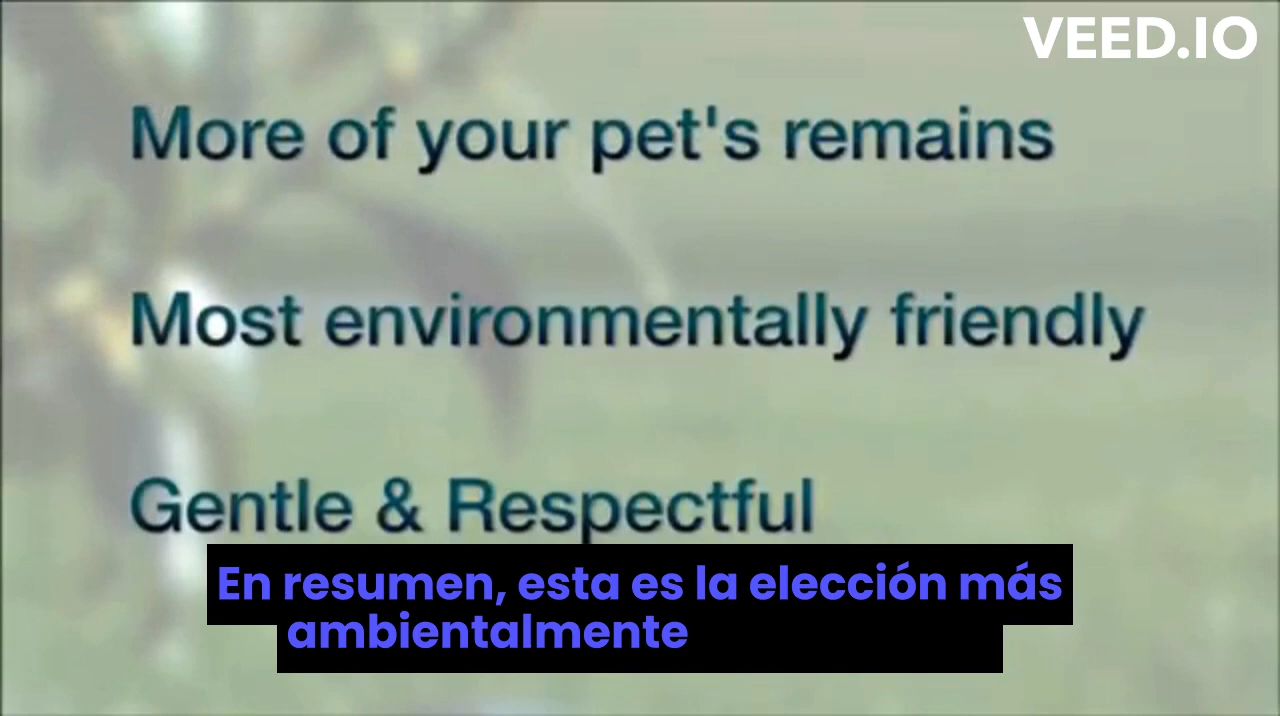 VEED.IO
More of your pet's remains
Most environmentally friendly
Gentle & Respectful
En resumen, esta es la elección más
ambientalmente